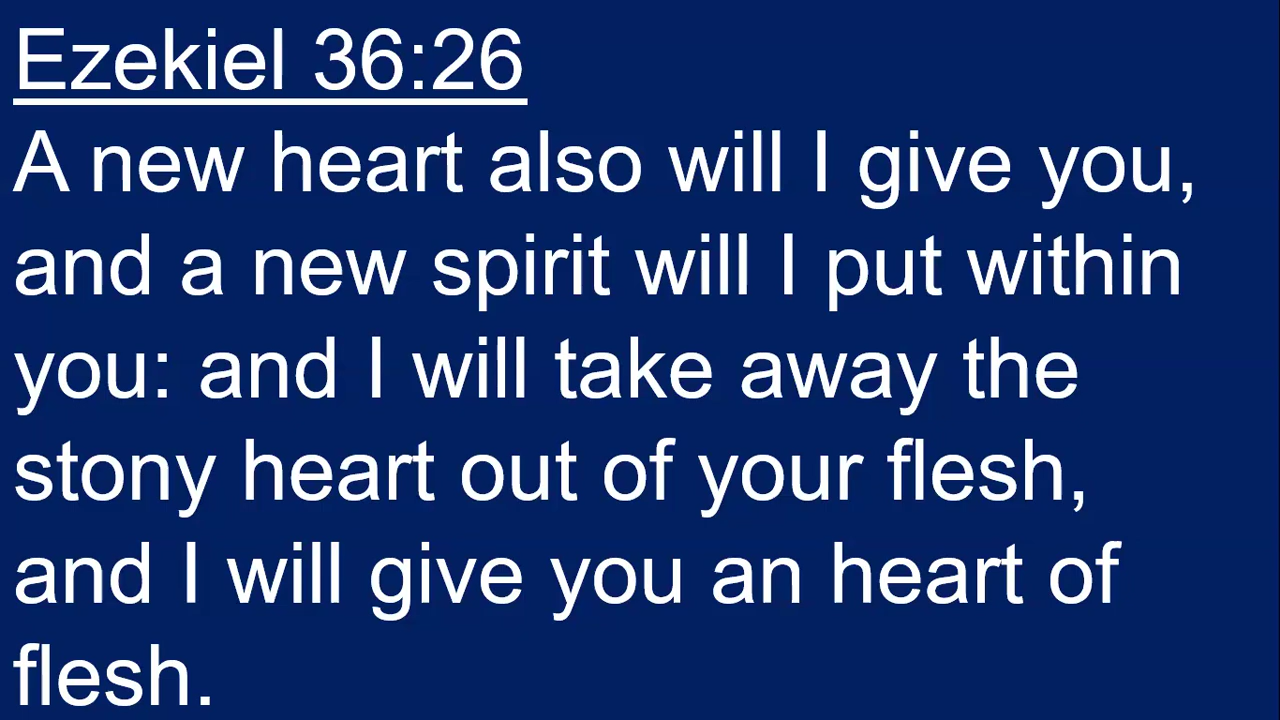 Ezekiel 36:26
A new heart also will I give you,
and a new spirit will I put within
you: and I will take away the
stony heart out of your flesh,
and I will give you an heart of
flesh.